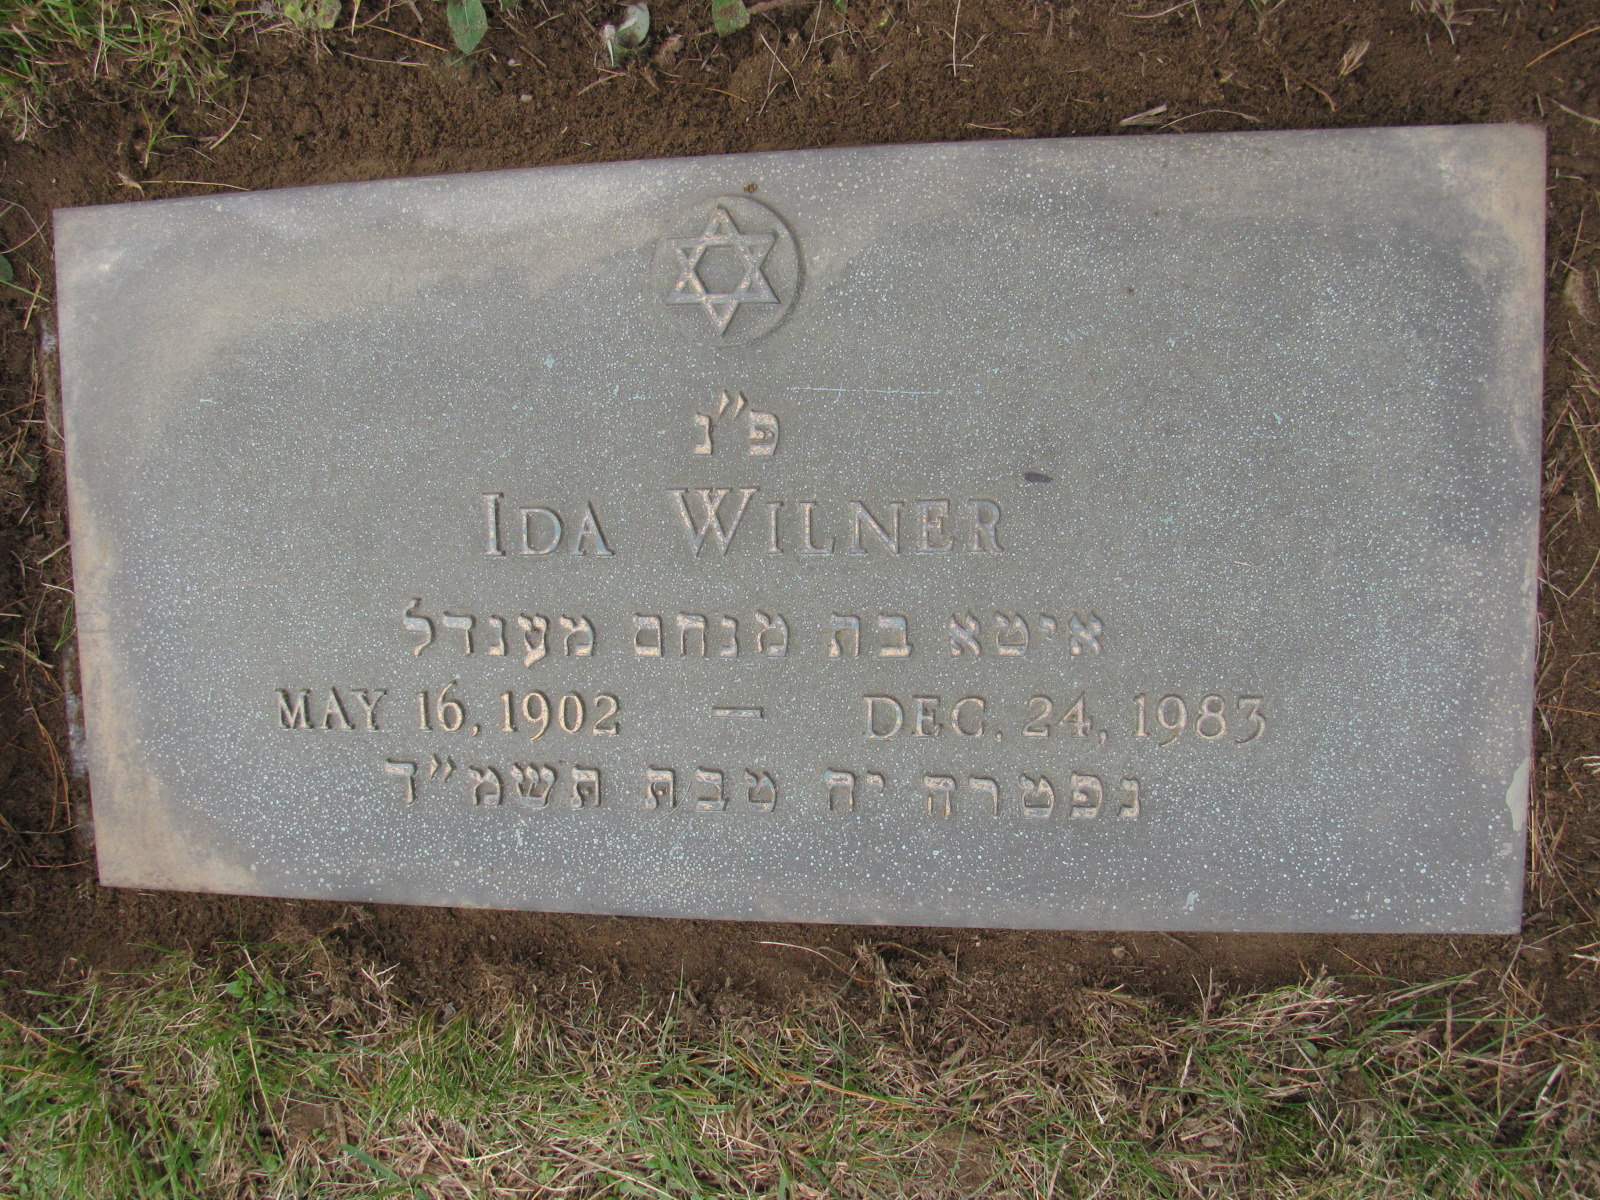 פ״נ
IDA WILNER
איטא בת מנחם מענדל
MAY 16, 1902 — DEC. 24, 1983
נפטרה יח טבת תשמ״ד